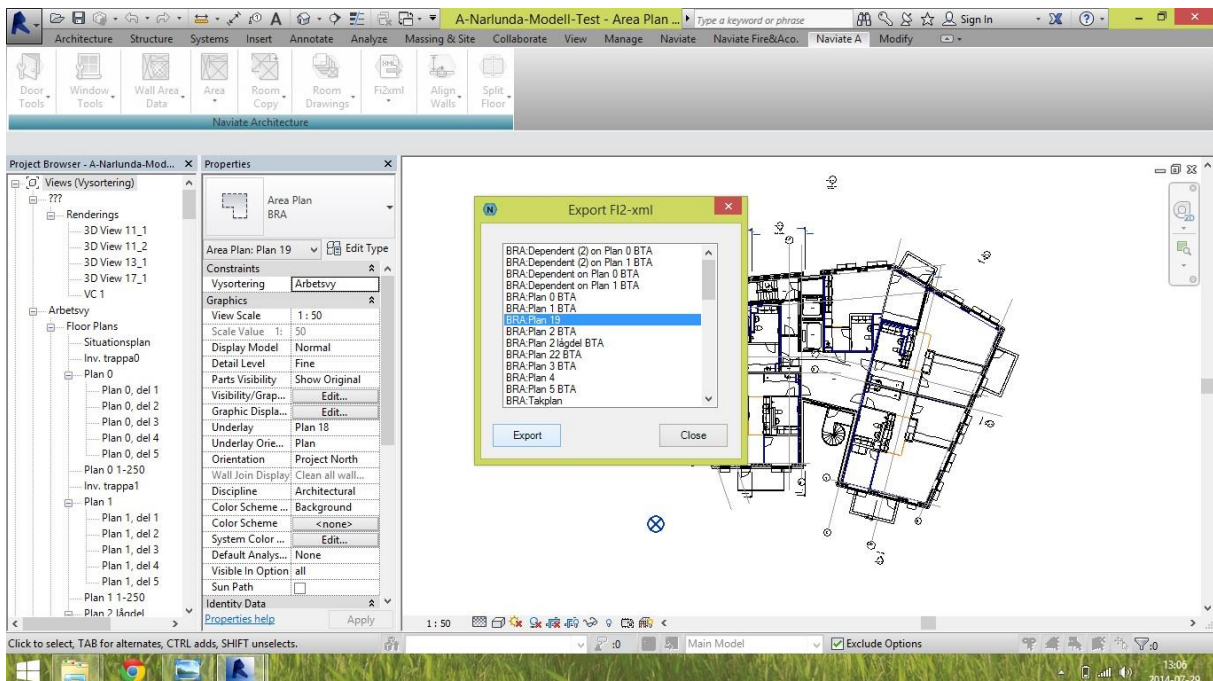 A-Narlunda-Modell-Test - Area Plan ...
Type a keyword or phrase
Sign In
Architecture Structure Systems Insert Annotate Analyze Massing & Site Collaborate View Manage Naviate Naviate Fire&Aco. Naviate A Modify
Door Tools
Window Tools
Wall Area Data
Area
Room Copy
Room Drawings
Fi2xml
Align Walls
Split Floor
Naviate Architecture
Project Browser - A-Narlunda-Mod...
Views (Vysortering)
???
Renderings
3D View 11_1
3D View 11_2
3D View 13_1
3D View 17_1
VC 1
Arbetsvy
Floor Plans
Situationsplan
Inv. trappa0
Plan 0
Plan 0, del 1
Plan 0, del 2
Plan 0, del 3
Plan 0, del 4
Plan 0, del 5
Plan 0 1-250
Inv. trappa1
Plan 1
Plan 1, del 1
Plan 1, del 2
Plan 1, del 3
Plan 1, del 4
Plan 1, del 5
Plan 1 1-250
Plan 2 lågdel
Properties
Area Plan
BRA
Area Plan: Plan 19
Edit Type
Constraints
Vysortering Arbetsvy
Graphics
View Scale 1 : 50
Scale Value 1: 50
Display Model Normal
Detail Level Fine
Parts Visibility Show Original
Visibility/Grap... Edit...
Graphic Displa... Edit...
Underlay Plan 18
Underlay Orie... Plan
Orientation Project North
Wall Join Display Clean all wall...
Discipline Architectural
Color Scheme ... Background
Color Scheme <none>
System Color ... Edit...
Default Analys... None
Visible In Option all
Sun Path
Identity Data
Properties help Apply
Export FI2-xml
BRA:Dependent (2) on Plan 0 BTA
BRA:Dependent (2) on Plan 1 BTA
BRA:Dependent on Plan 0 BTA
BRA:Dependent on Plan 1 BTA
BRA:Plan 0 BTA
BRA:Plan 1 BTA
BRA:Plan 19
BRA:Plan 2 BTA
BRA:Plan 2 lågdel BTA
BRA:Plan 22 BTA
BRA:Plan 3 BTA
BRA:Plan 4
BRA:Plan 5 BTA
BRA:Takplan
Export Close
1 : 50
Click to select, TAB for alternates, CTRL adds, SHIFT unselects.
:0
Main Model
Exclude Options
:0
13:06
2014-07-29